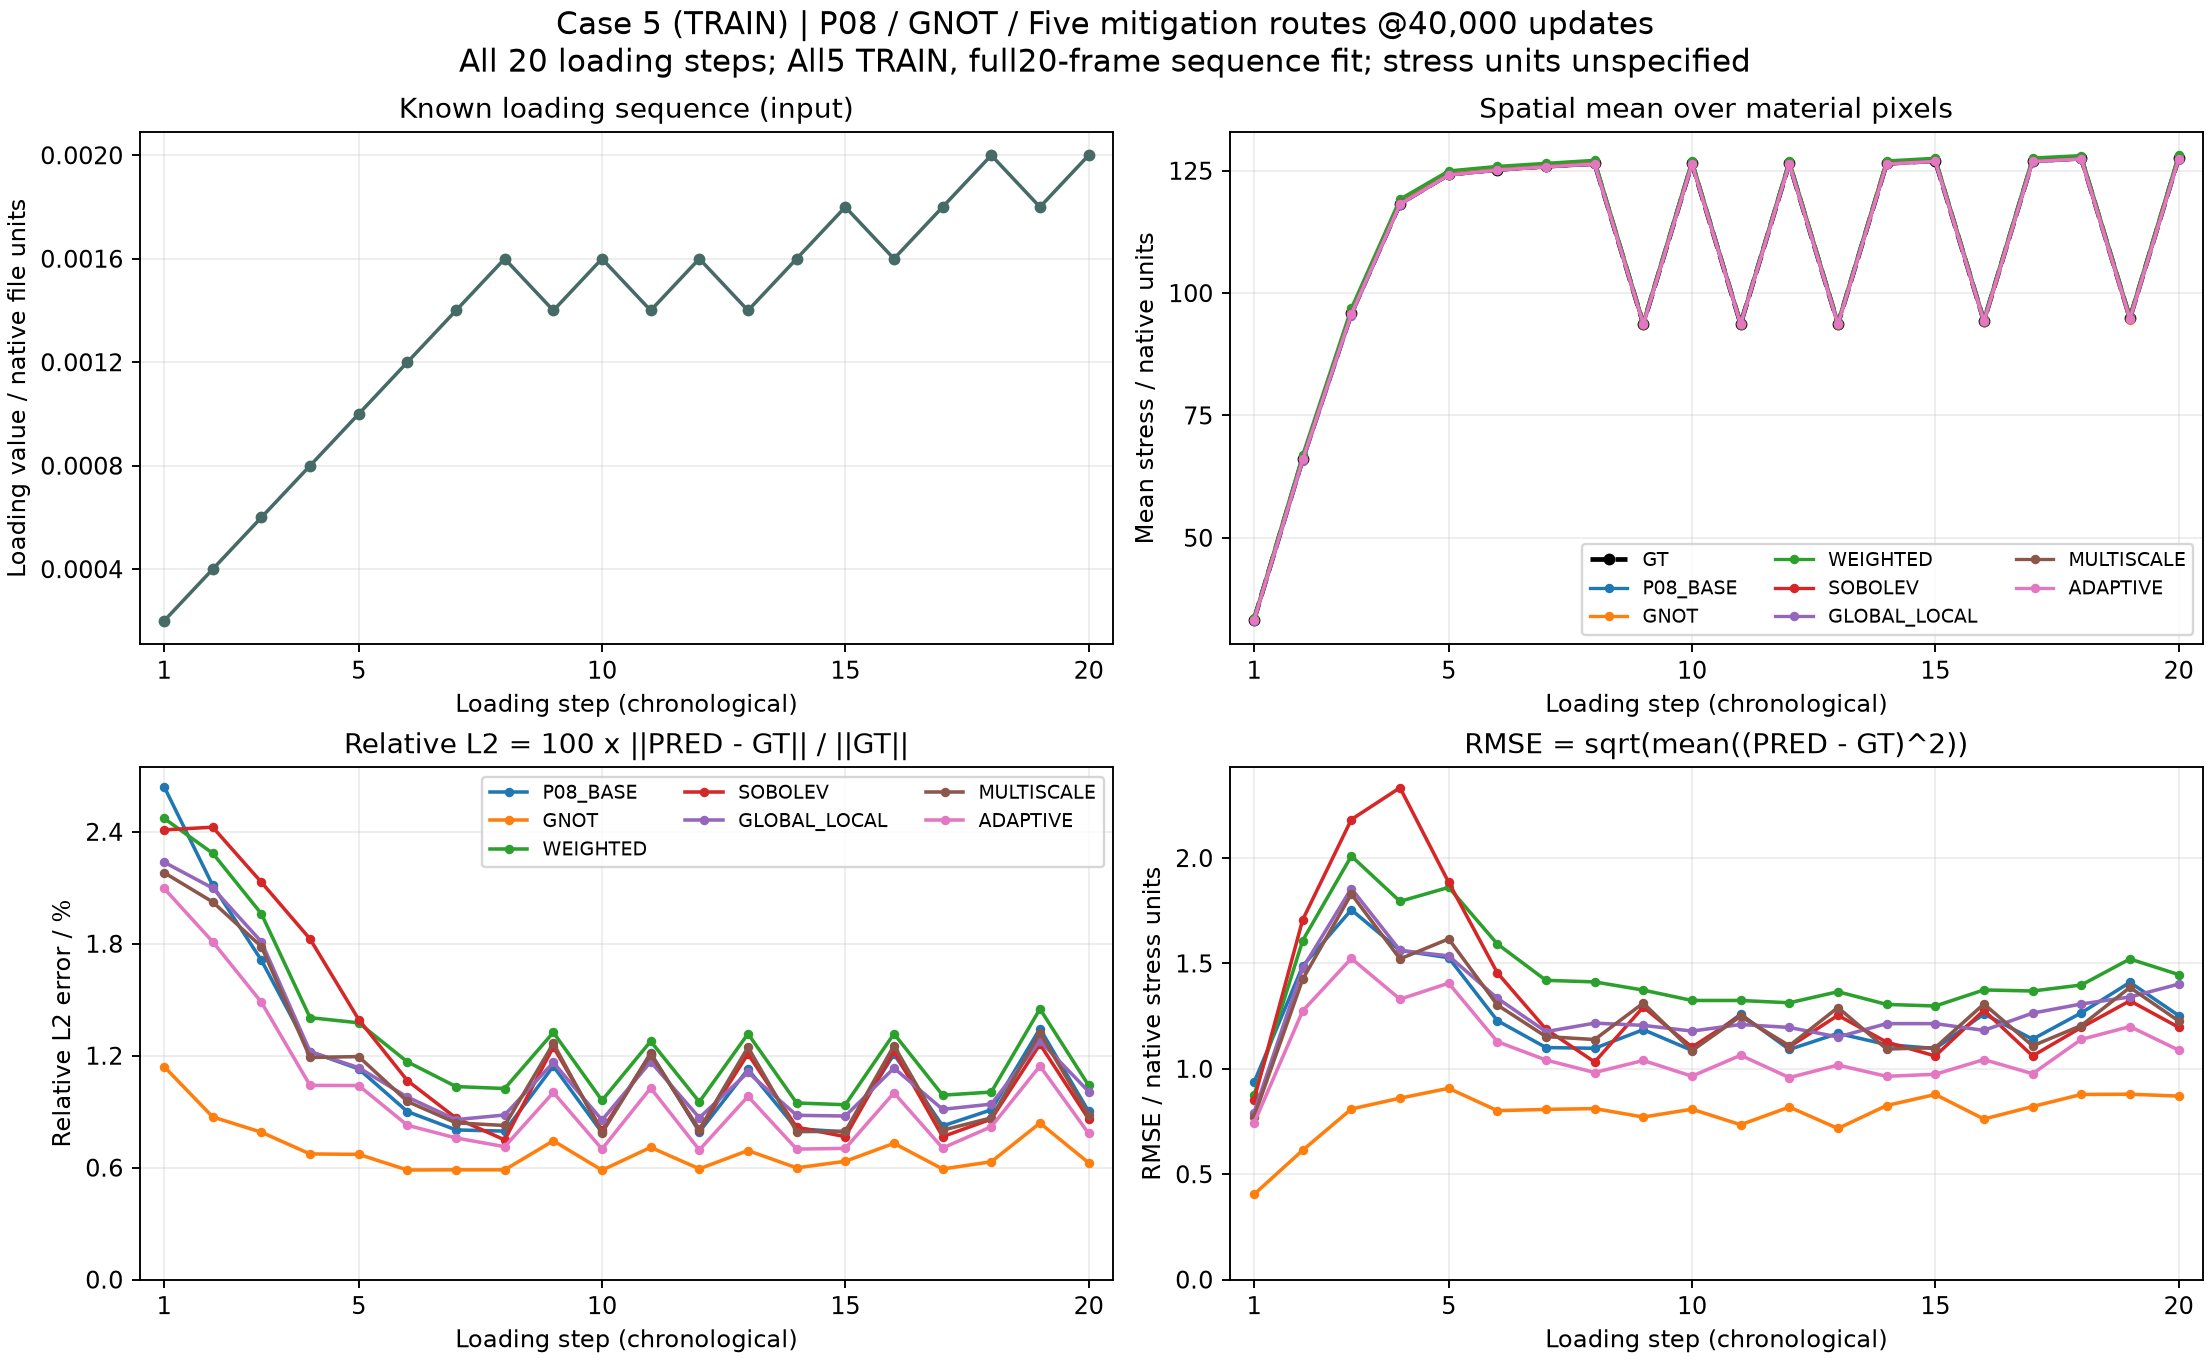 Case 5 (TRAIN) | P08 / GNOT / Five mitigation routes @40,000 updates
All 20 loading steps; All5 TRAIN, full20-frame sequence fit; stress units unspecified
Known loading sequence (input)
Loading value / native file units
0.0020
0.0016
0.0012
0.0008
0.0004
1 5 10 15 20
Loading step (chronological)
Spatial mean over material pixels
Mean stress / native units
125
100
75
50
GT WEIGHTED MULTISCALE
P08_BASE SOBOLEV ADAPTIVE
GNOT GLOBAL_LOCAL
1 5 10 15 20
Loading step (chronological)
Relative L2 = 100 x ||PRED - GT|| / ||GT||
Relative L2 error / %
P08_BASE SOBOLEV MULTISCALE
GNOT GLOBAL_LOCAL ADAPTIVE
WEIGHTED
2.4
1.8
1.2
0.6
0.0
1 5 10 15 20
Loading step (chronological)
RMSE = sqrt(mean((PRED - GT)^2))
RMSE / native stress units
2.0
1.5
1.0
0.5
0.0
1 5 10 15 20
Loading step (chronological)